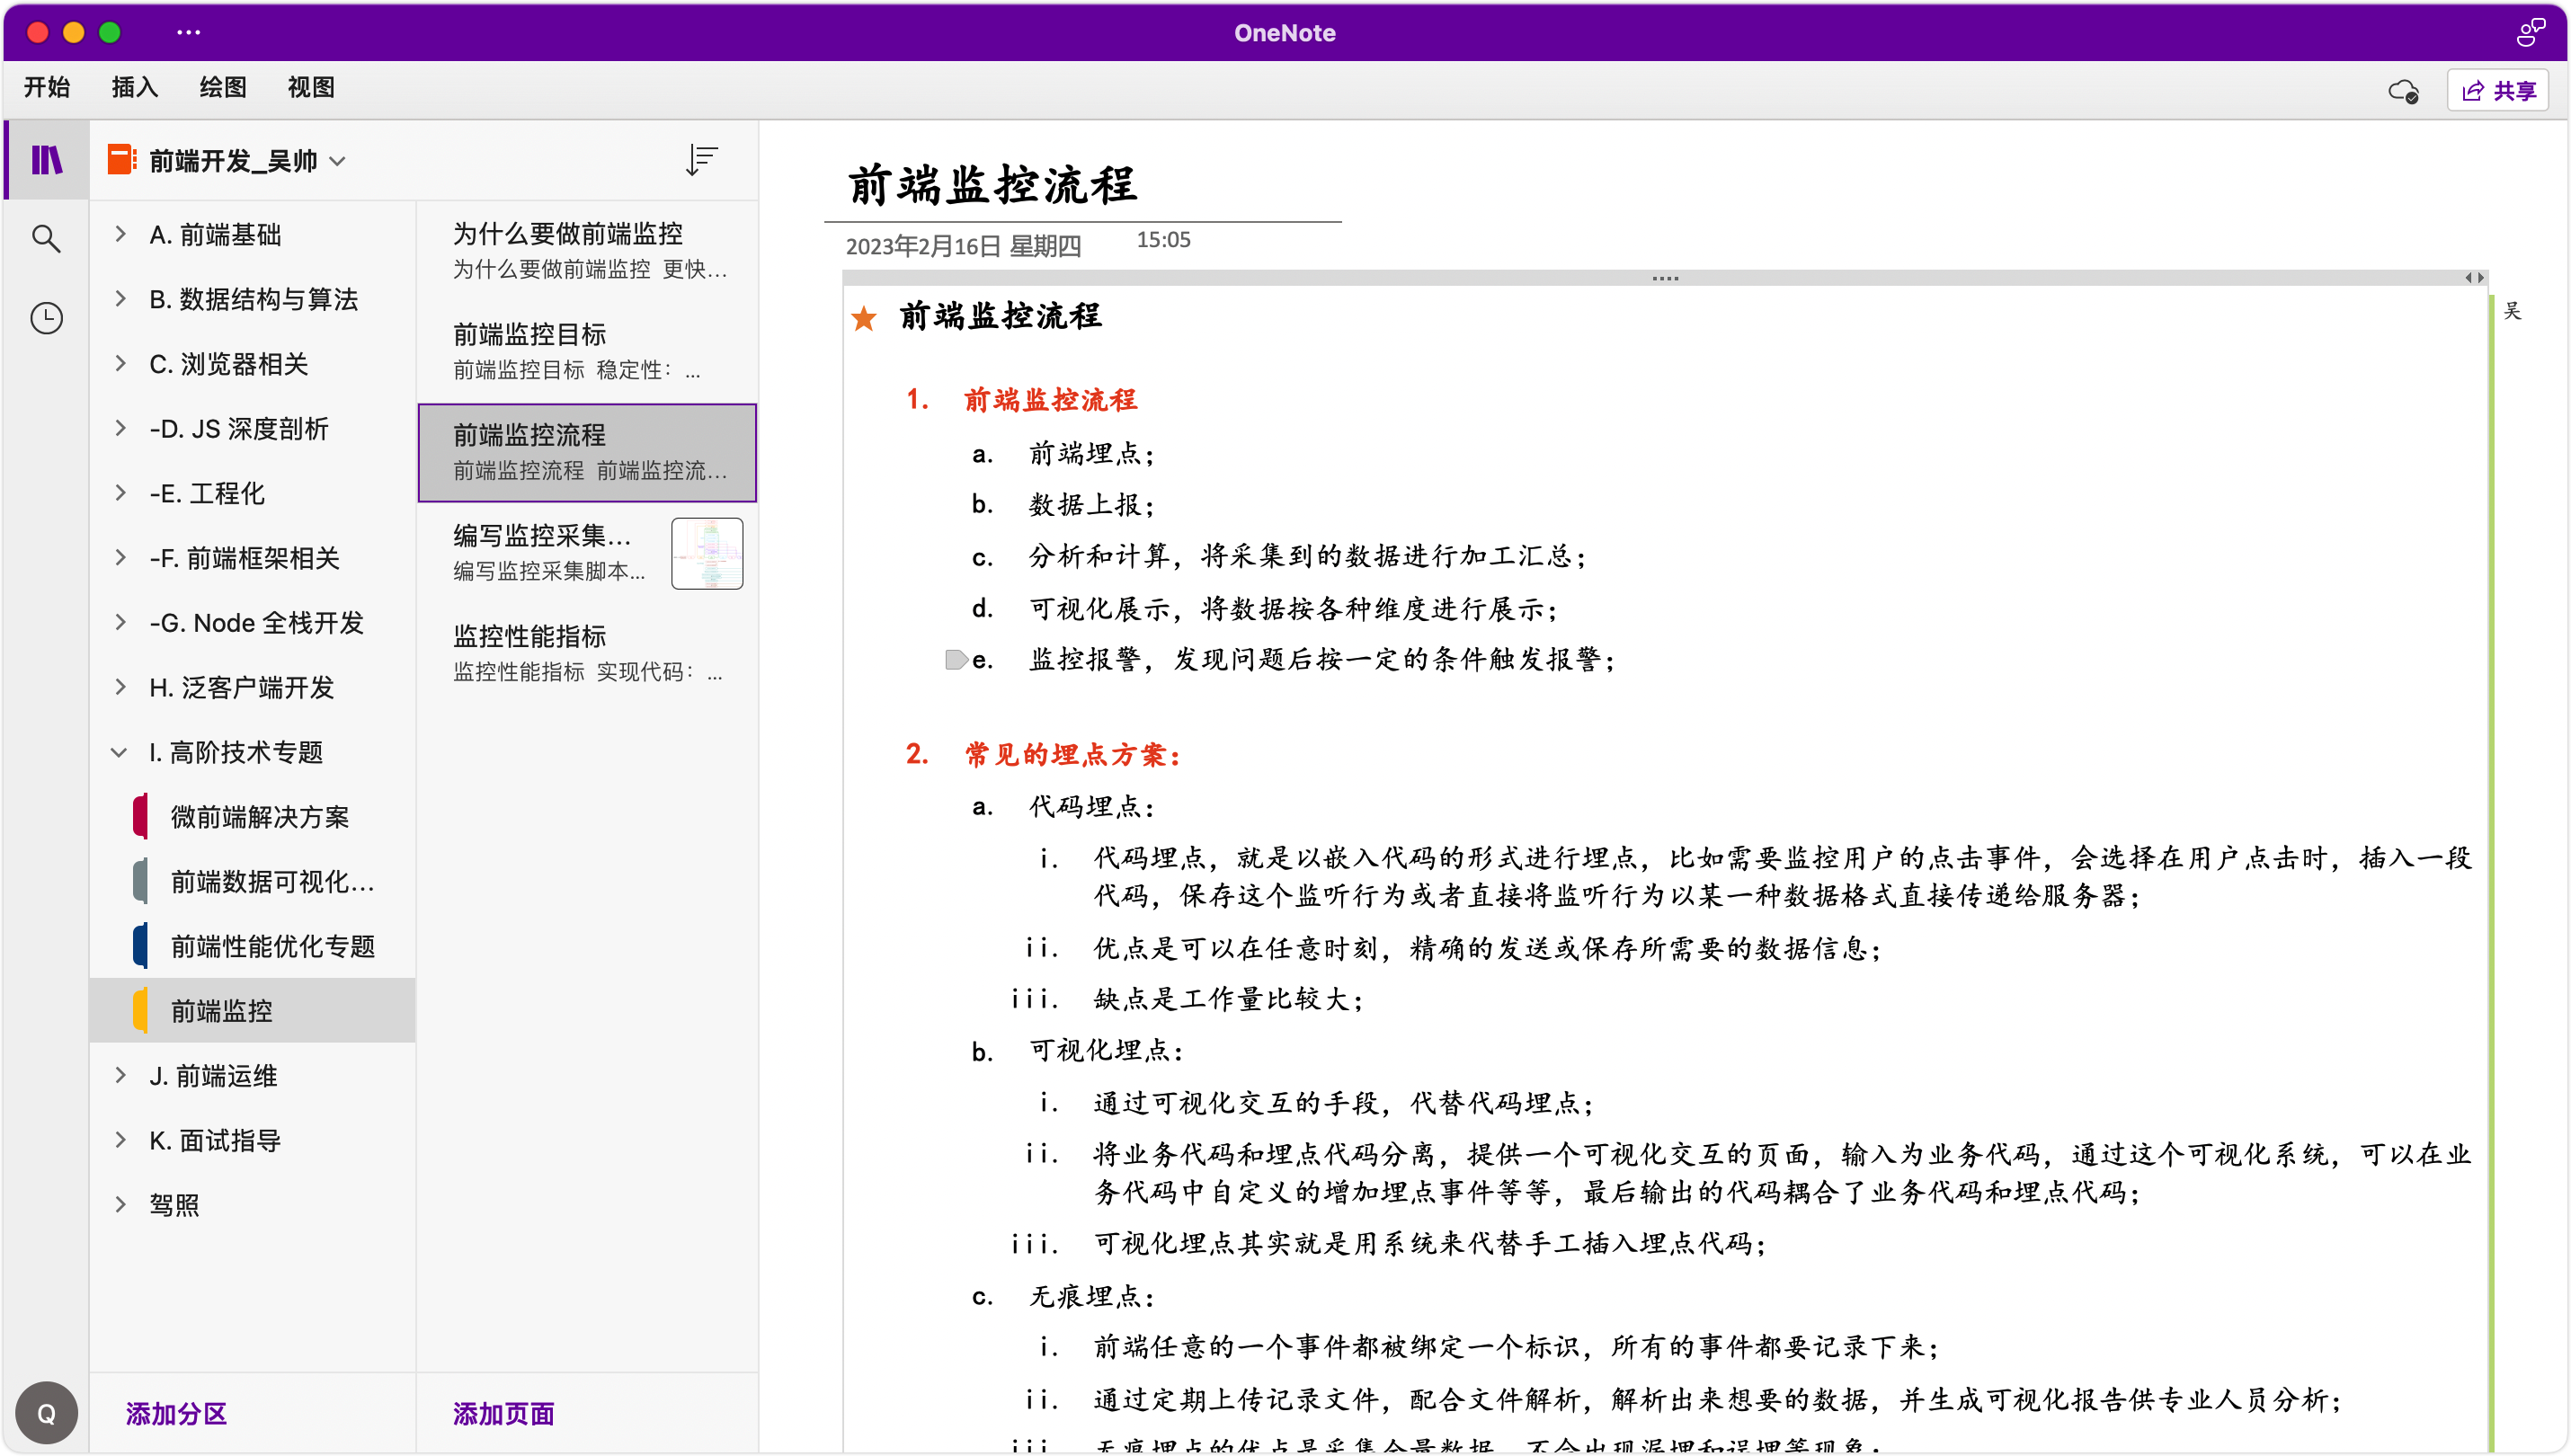 OneNote
开始 插入 绘图 视图
共享
前端开发_吴帅
A. 前端基础
B. 数据结构与算法
C. 浏览器相关
-D. JS 深度剖析
-E. 工程化
-F. 前端框架相关
-G. Node 全栈开发
H. 泛客户端开发
I. 高阶技术专题
微前端解决方案
前端数据可视化...
前端性能优化专题
前端监控
J. 前端运维
K. 面试指导
驾照
添加分区
Q
为什么要做前端监控
为什么要做前端监控 更快...
前端监控目标
前端监控目标 稳定性: ...
前端监控流程
前端监控流程 前端监控流...
编写监控采集...
编写监控采集脚本...
监控性能指标
监控性能指标 实现代码: ...
添加页面
前端监控流程
2023年2月16日 星期四 15:05
前端监控流程
吴
1. 前端监控流程
a. 前端埋点；
b. 数据上报；
c. 分析和计算，将采集到的数据进行加工汇总；
d. 可视化展示，将数据按各种维度进行展示；
e. 监控报警，发现问题后按一定的条件触发报警；
2. 常见的埋点方案：
a. 代码埋点：
i. 代码埋点，就是以嵌入代码的形式进行埋点，比如需要监控用户的点击事件，会选择在用户点击时，插入一段
代码，保存这个监听行为或者直接将监听行为以某一种数据格式直接传递给服务器；
ii. 优点是可以在任意时刻，精确的发送或保存所需要的数据信息；
iii. 缺点是工作量比较大；
b. 可视化埋点：
i. 通过可视化交互的手段，代替代码埋点；
ii. 将业务代码和埋点代码分离，提供一个可视化交互的页面，输入为业务代码，通过这个可视化系统，可以在业
务代码中自定义的增加埋点事件等等，最后输出的代码耦合了业务代码和埋点代码；
iii. 可视化埋点其实就是用系统来代替手工插入埋点代码；
c. 无痕埋点：
i. 前端任意的一个事件都被绑定一个标识，所有的事件都要记录下来；
ii. 通过定期上传记录文件，配合文件解析，解析出来想要的数据，并生成可视化报告供专业人员分析；
iii. 无痕埋点的优点是采集全量数据，不会出现漏埋和误埋等现象；